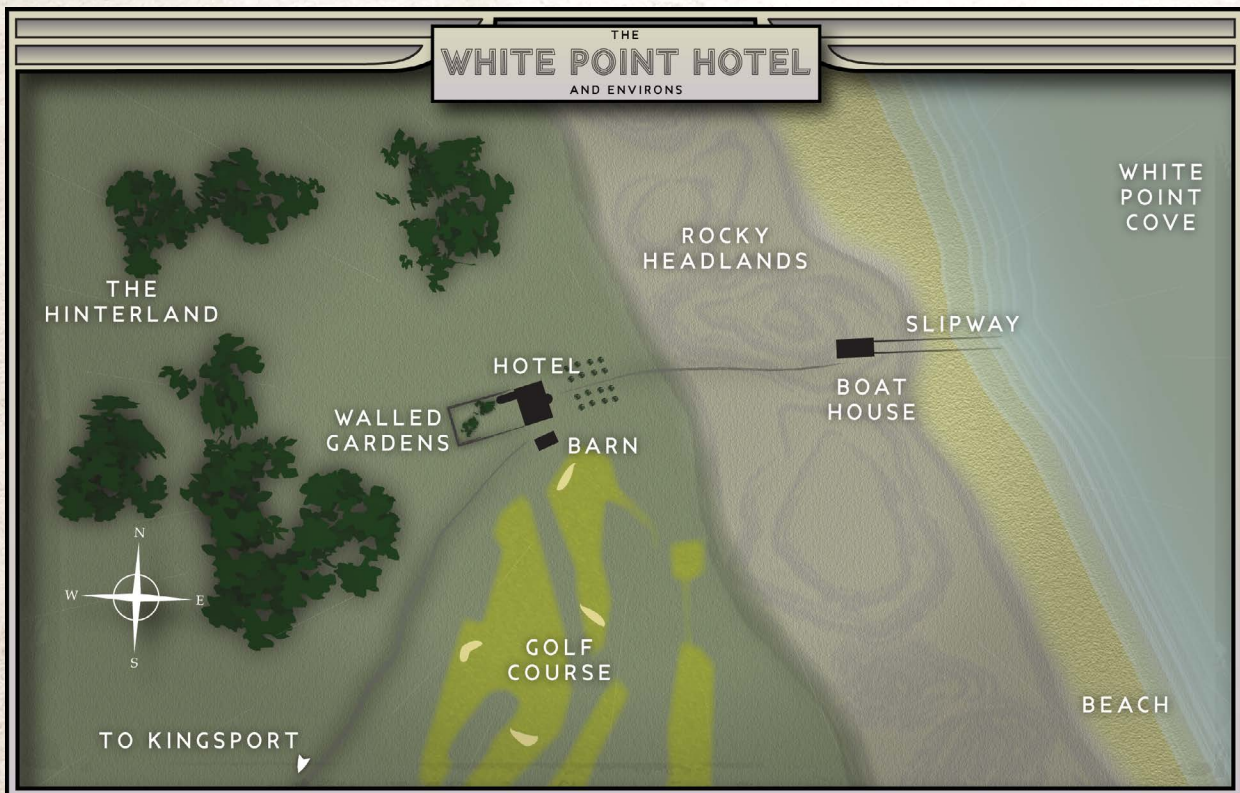 THE
WHITE POINT HOTEL
AND ENVIRONS
WHITE
POINT
COVE
ROCKY
HEADLANDS
THE
HINTERLAND
SLIPWAY
HOTEL
BOAT
HOUSE
WALLED
GARDENS
BARN
N
W
E
S
GOLF
COURSE
BEACH
TO KINGSPORT